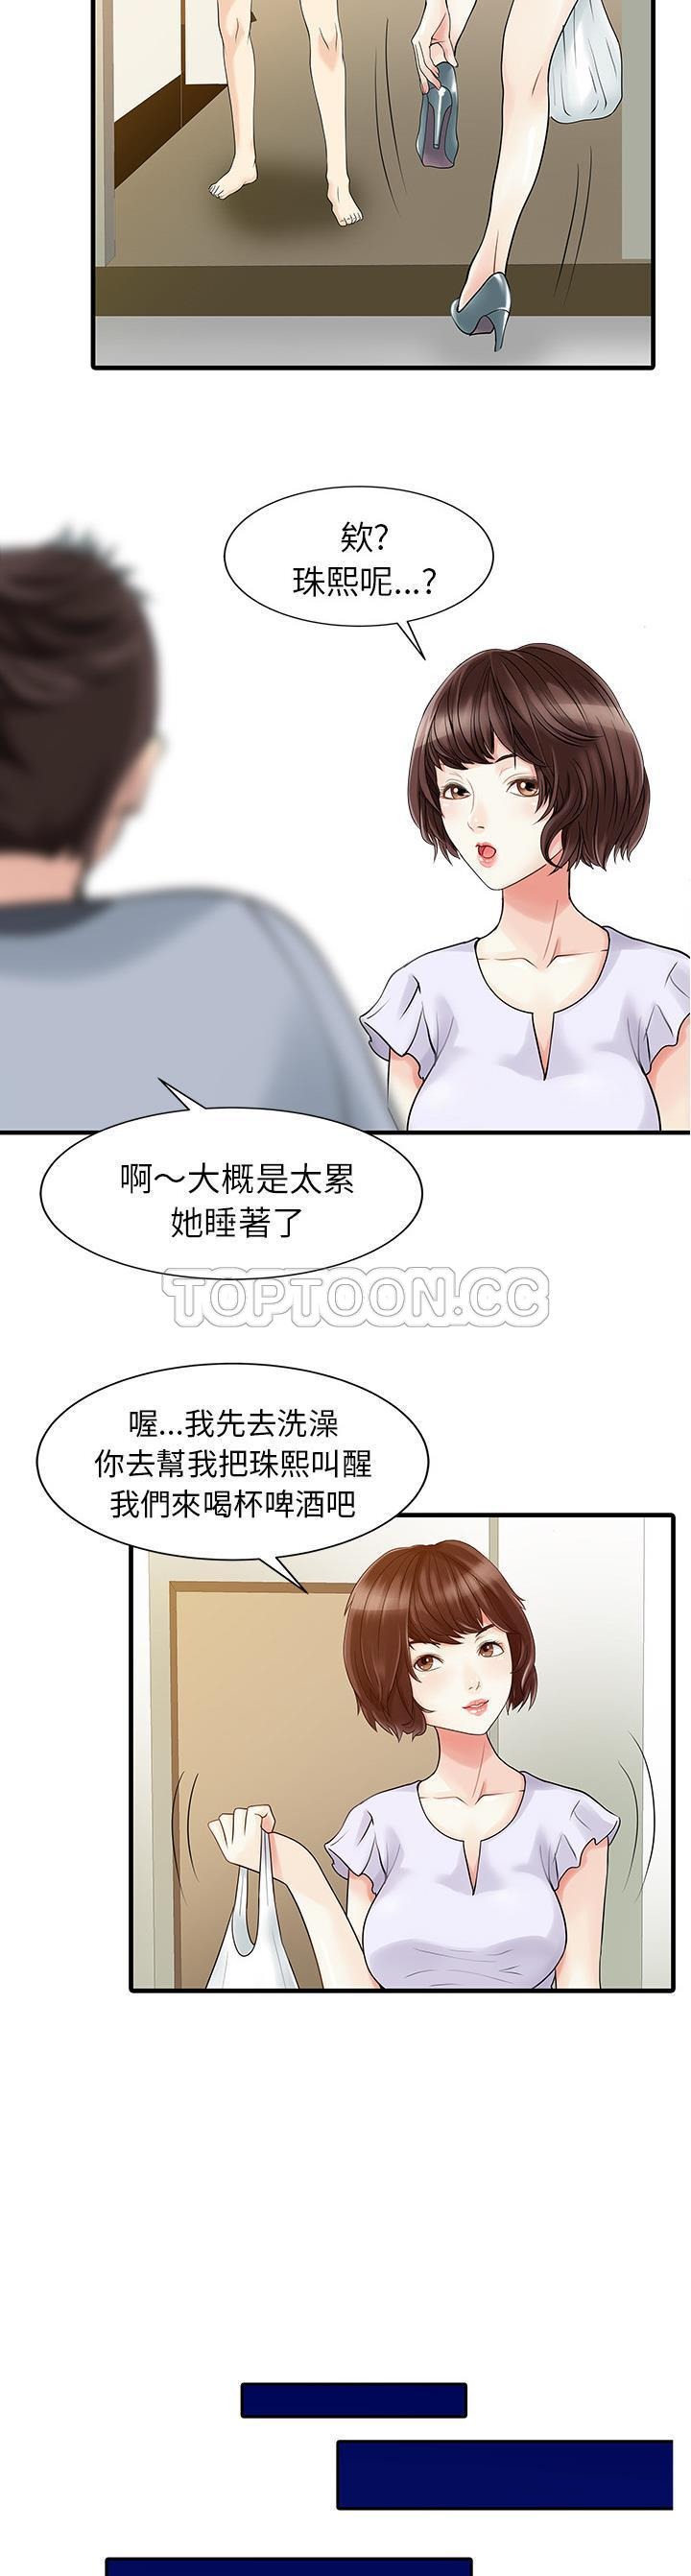 欸?
珠熙呢...?
啊～大概是太累
她睡著了
TOPTOON.CC
喔...我先去洗澡
你去幫我把珠熙叫醒
我們來喝杯啤酒吧